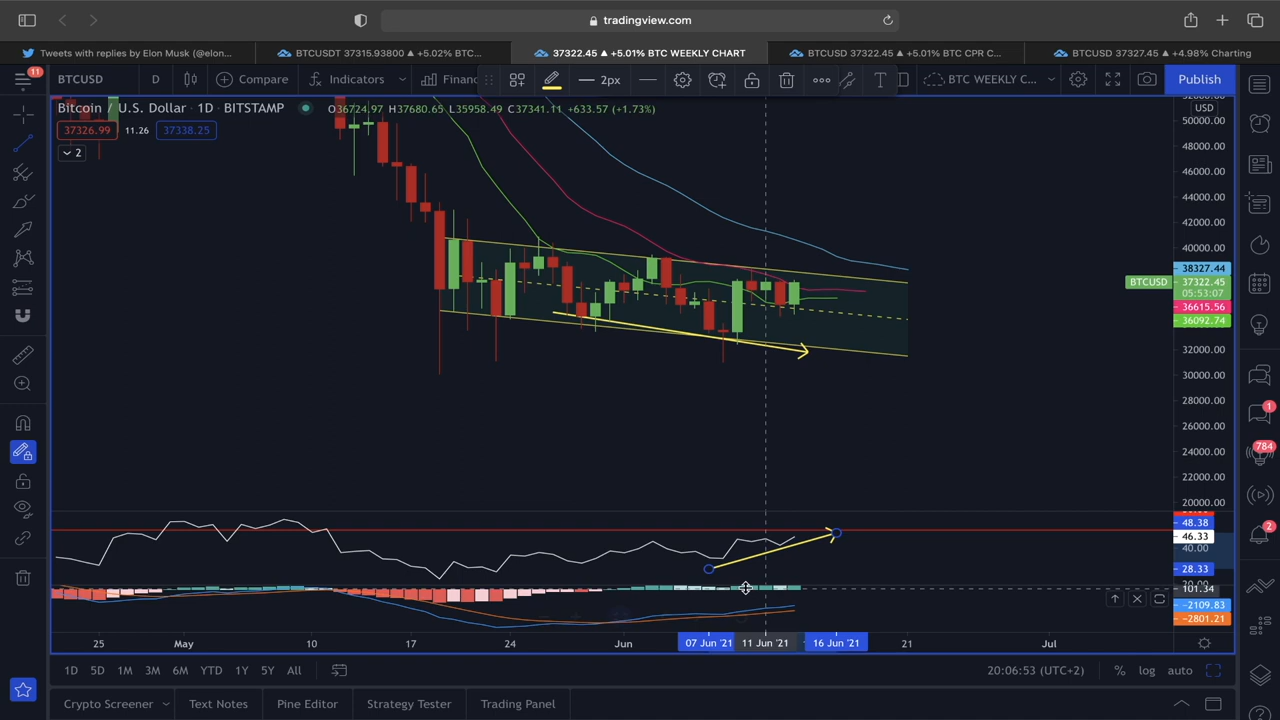 tradingview.com
Tweets with replies by Elon Musk (@elon...
BTCUSDT 37315.93800 ▲ +5.02% BTC...
37322.45 ▲ +5.01% BTC WEEKLY CHART
BTCUSD 37322.45 ▲ +5.01% BTC CPR C...
BTCUSD 37327.45 ▲ +4.98% Charting
11
BTCUSD
D
Compare
Indicators
Financ
2px
T
BTC WEEKLY C...
Publish
Bitcoin / U.S. Dollar · 1D · BITSTAMP
O36724.97 H37680.65 L35958.49 C37341.11 +633.57 (+1.73%)
USD
37326.99
11.26
37338.25
2
50000.00
48000.00
46000.00
44000.00
42000.00
40000.00
38327.44
BTCUSD
37322.45
05:53:07
36615.56
36092.74
32000.00
30000.00
28000.00
26000.00
24000.00
22000.00
20000.00
48.38
46.33
40.00
28.33
101.34
-2109.83
-2801.21
1
784
2
25
May
10
17
24
Jun
07 Jun '21
11 Jun '21
16 Jun '21
21
Jul
1D
5D
1M
3M
6M
YTD
1Y
5Y
All
20:06:53 (UTC+2)
%
log
auto
Crypto Screener
Text Notes
Pine Editor
Strategy Tester
Trading Panel